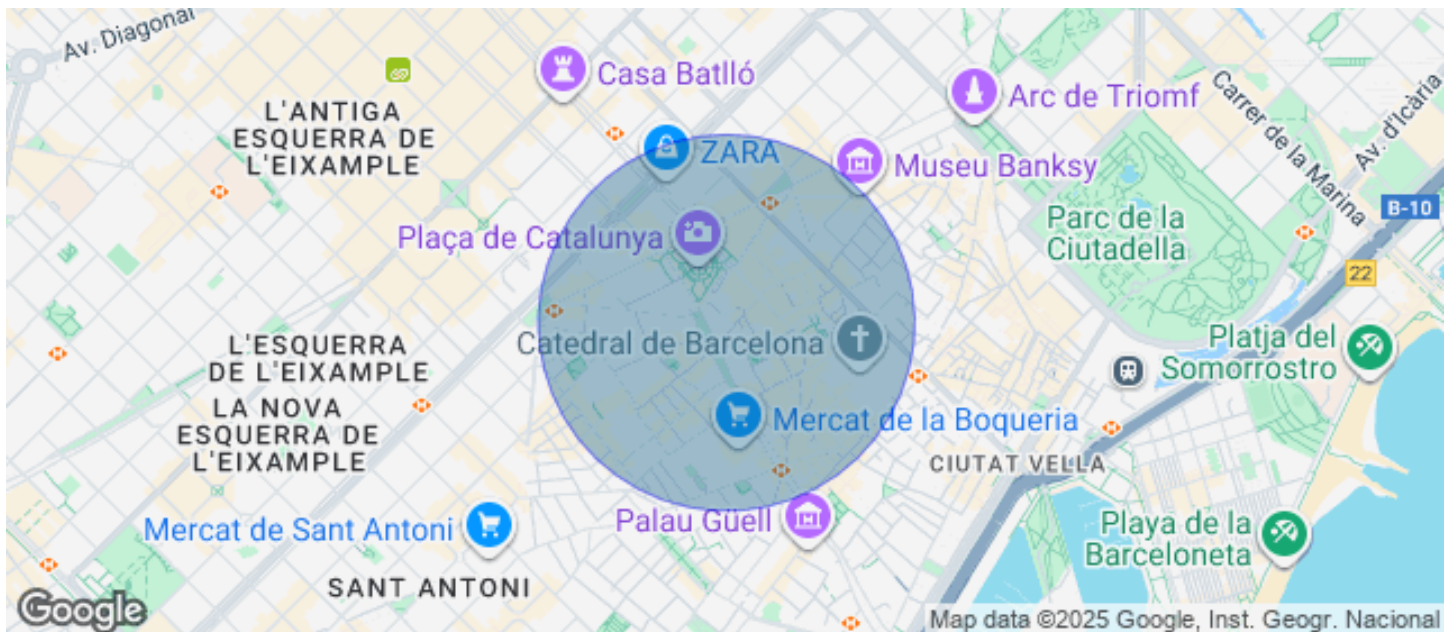 Av. Diagonal
Casa Batlló
Arc de Triomf
Carrer de la Marina
Av. d'Icària
L'ANTIGA
ESQUERRA DE
L'EIXAMPLE
ZARA
Museu Banksy
B-10
Parc de la
Ciutadella
Plaça de Catalunya
22
L'ESQUERRA
DE L'EIXAMPLE
Catedral de Barcelona
Platja del
Somorrostro
LA NOVA
ESQUERRA DE
L'EIXAMPLE
Mercat de la Boqueria
CIUTAT VELLA
Mercat de Sant Antoni
Palau Güell
Playa de la
Barceloneta
SANT ANTONI
Google
Map data ©2025 Google, Inst. Geogr. Nacional